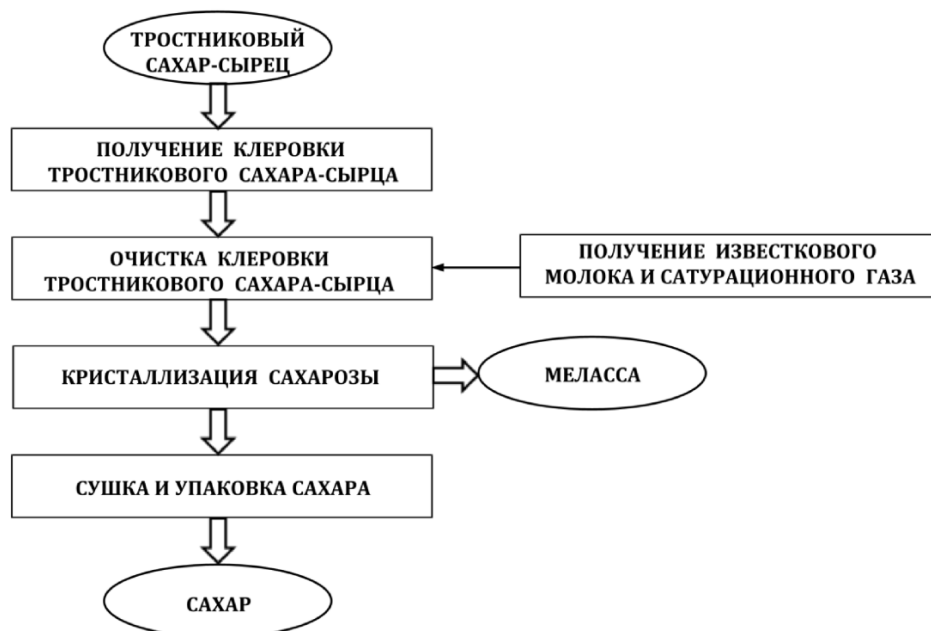 ТРОСТНИКОВЫЙ
САХАР-СЫРЕЦ
ПОЛУЧЕНИЕ КЛЕРОВКИ
ТРОСТНИКОВОГО САХАРА-СЫРЦА
ОЧИСТКА КЛЕРОВКИ
ТРОСТНИКОВОГО САХАРА-СЫРЦА
ПОЛУЧЕНИЕ ИЗВЕСТКОВОГО
МОЛОКА И САТУРАЦИОННОГО ГАЗА
КРИСТАЛЛИЗАЦИЯ САХАРОЗЫ
МЕЛАССА
СУШКА И УПАКОВКА САХАРА
САХАР